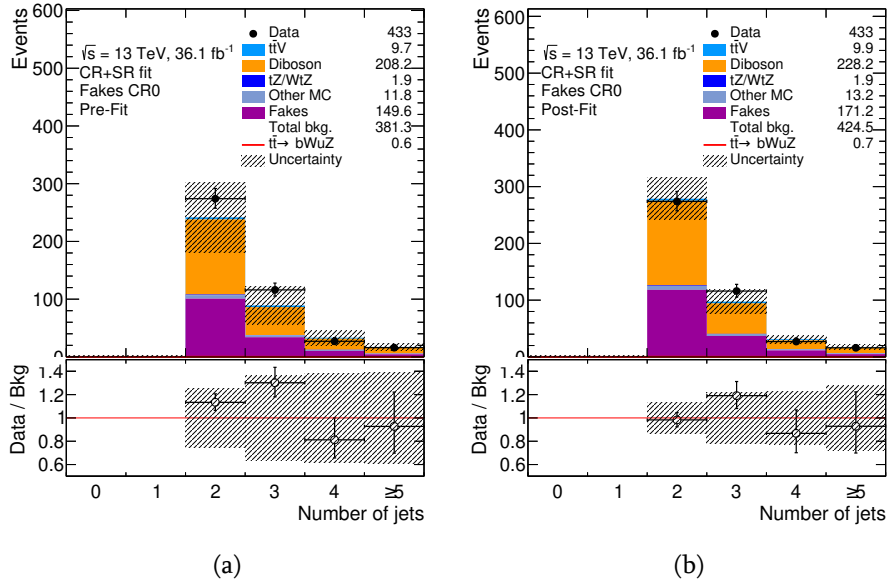 Events
600
500
400
300
200
100
0
√s = 13 TeV, 36.1 fb⁻¹
CR+SR fit
Fakes CR0
Pre-Fit
Data 433
tt̄V 9.7
Diboson 208.2
tZ/WtZ 1.9
Other MC 11.8
Fakes 149.6
Total bkg. 381.3
tt̄→ bWuZ 0.6
Uncertainty
Data / Bkg
1.4
1.2
1
0.8
0.6
0 1 2 3 4 ≥5
Number of jets
(a)
Events
600
500
400
300
200
100
0
√s = 13 TeV, 36.1 fb⁻¹
CR+SR fit
Fakes CR0
Post-Fit
Data 433
tt̄V 9.9
Diboson 228.2
tZ/WtZ 1.9
Other MC 13.2
Fakes 171.2
Total bkg. 424.5
tt̄→ bWuZ 0.7
Uncertainty
Data / Bkg
1.4
1.2
1
0.8
0.6
0 1 2 3 4 ≥5
Number of jets
(b)